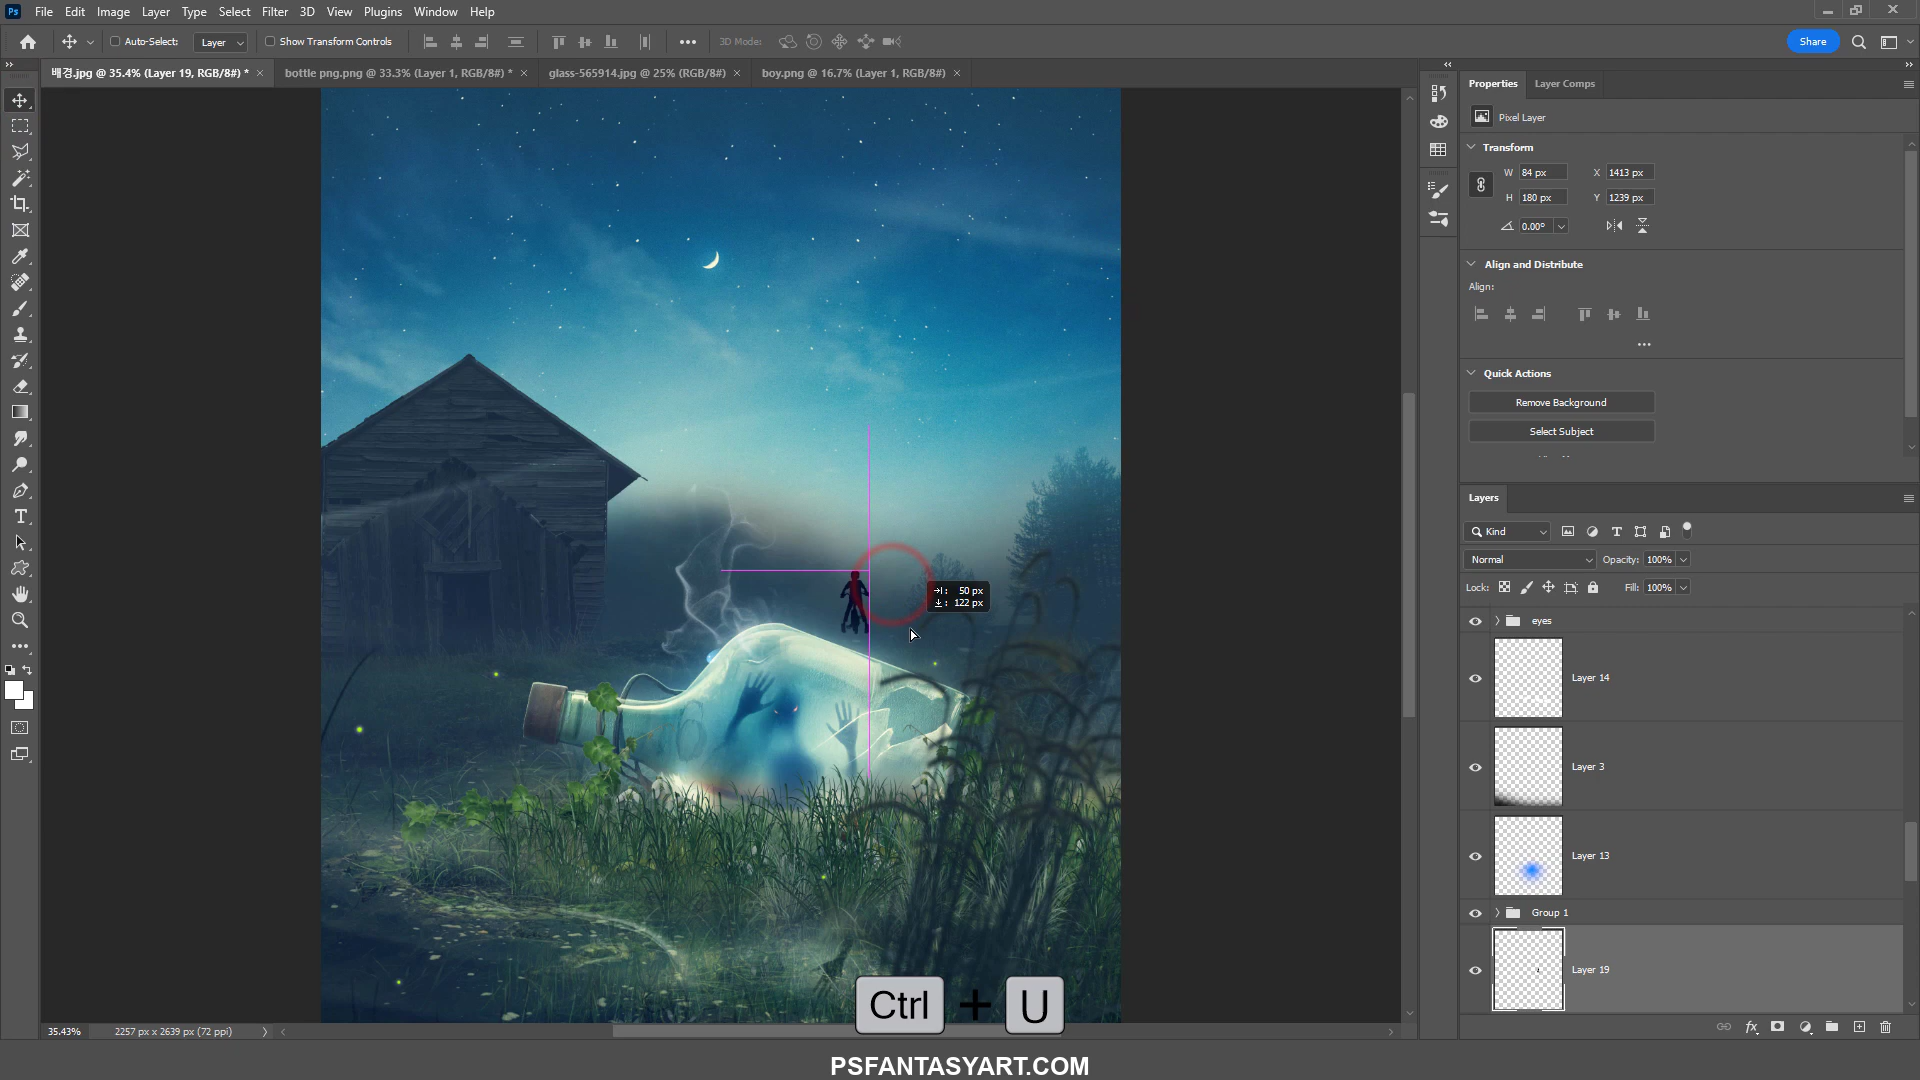 Ps File Edit Image Layer Type Select Filter 3D View Plugins Window Help
Auto-Select: Layer Show Transform Controls 3D Mode: Share
배경.jpg @ 35.4% (Layer 19, RGB/8#) * × bottle png.png @ 33.3% (Layer 1, RGB/8#) * × glass-565914.jpg @ 25% (RGB/8#) × boy.png @ 16.7% (Layer 1, RGB/8#) ×
Properties Layer Comps
Pixel Layer
Transform
W 84 px X 1413 px
H 180 px Y 1239 px
0.00°
Align and Distribute
Align:
Quick Actions
Remove Background
Select Subject
Layers
Kind
Normal Opacity: 100%
Lock: Fill: 100%
eyes
Layer 14
Layer 3
Layer 13
Group 1
Layer 19
50 px
122 px
Ctrl + U
35.43% 2257 px x 2639 px (72 ppi)
PSFANTASYART.COM